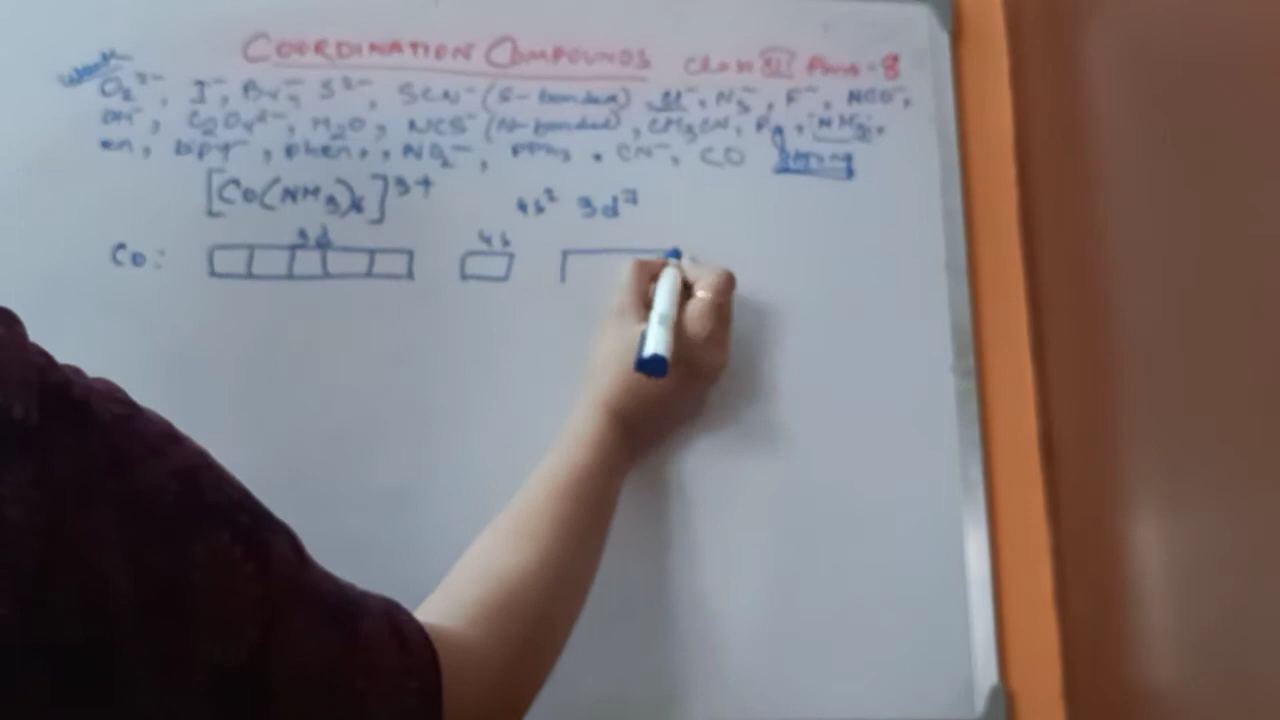 COORDINATION COMPOUNDS Class XII Part-8
Weak
O₂²⁻, I⁻, Br⁻, S²⁻, SCN⁻ (S-bonded) Cl⁻, N₃⁻, F⁻, NCO⁻,
OH⁻, C₂O₄²⁻, H₂O, NCS⁻ (N-bonded), CH₃CN, Py, NH₃,
en, bipy, phen, NO₂⁻, PPh₃, CN⁻, CO Strong
[Co(NH₃)₆]³⁺ 4s² 3d⁷
3d 4s
Co: